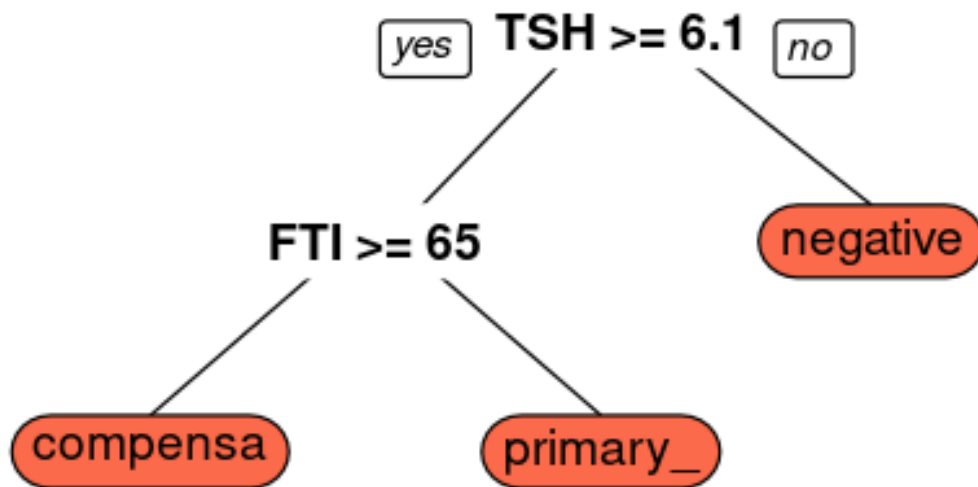 yes TSH >= 6.1 no
FTI >= 65
negative
compensa
primary_